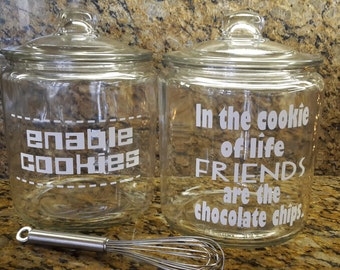 enable
cookies
In the cookie
of life
FRIENDS
are the
chocolate chips.